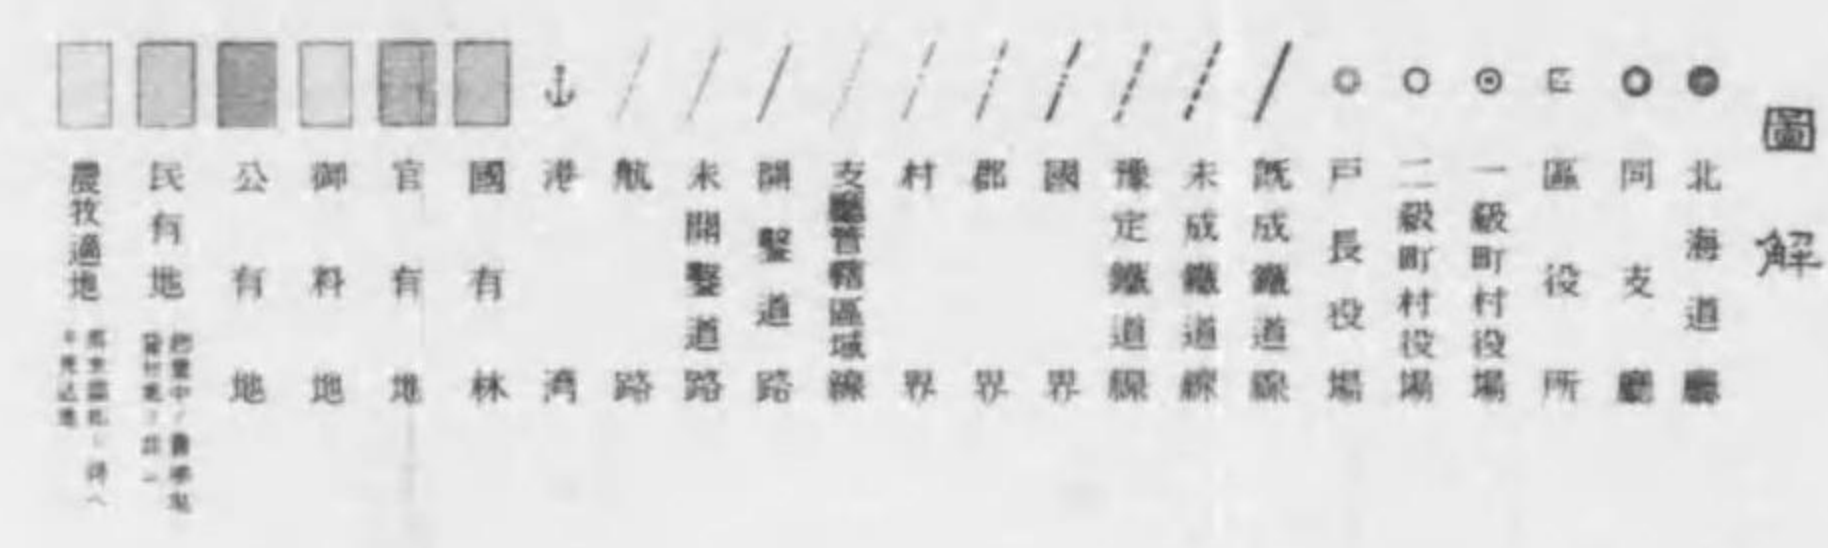 圖解
北海道廳
同支廳
區役所
一級町村役場
二級町村役場
戸長役場
既成鐵道線
未成鐵道線
豫定鐵道線
國界
郡界
村界
支廳管轄區域線
開鑿道路
未開鑿道路
航路
港湾
國有林
官有地
御料地
公有地
民有地
農牧適地